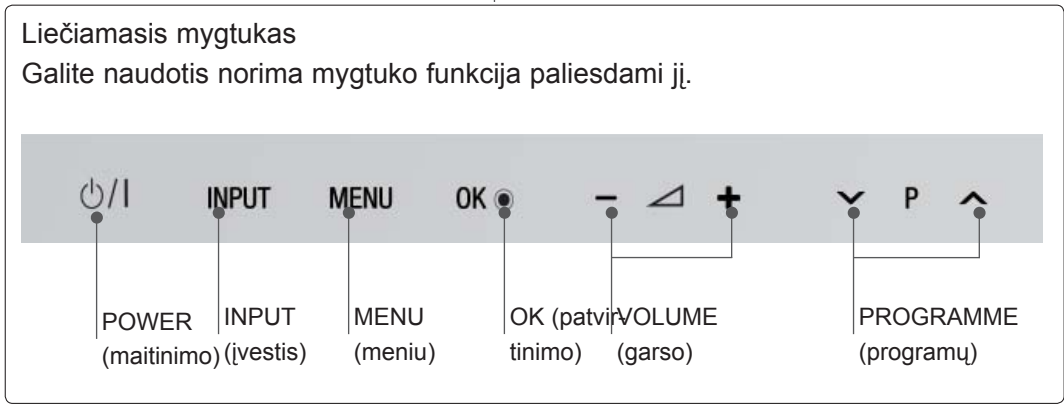 Liečiamasis mygtukas
Galite naudotis norima mygtuko funkcija paliesdami jį.
/I INPUT MENU OK – + P
POWER
(maitinimo)
INPUT
(įvestis)
MENU
(meniu)
OK (patvir-
tinimo)
VOLUME
(garso)
PROGRAMME
(programų)